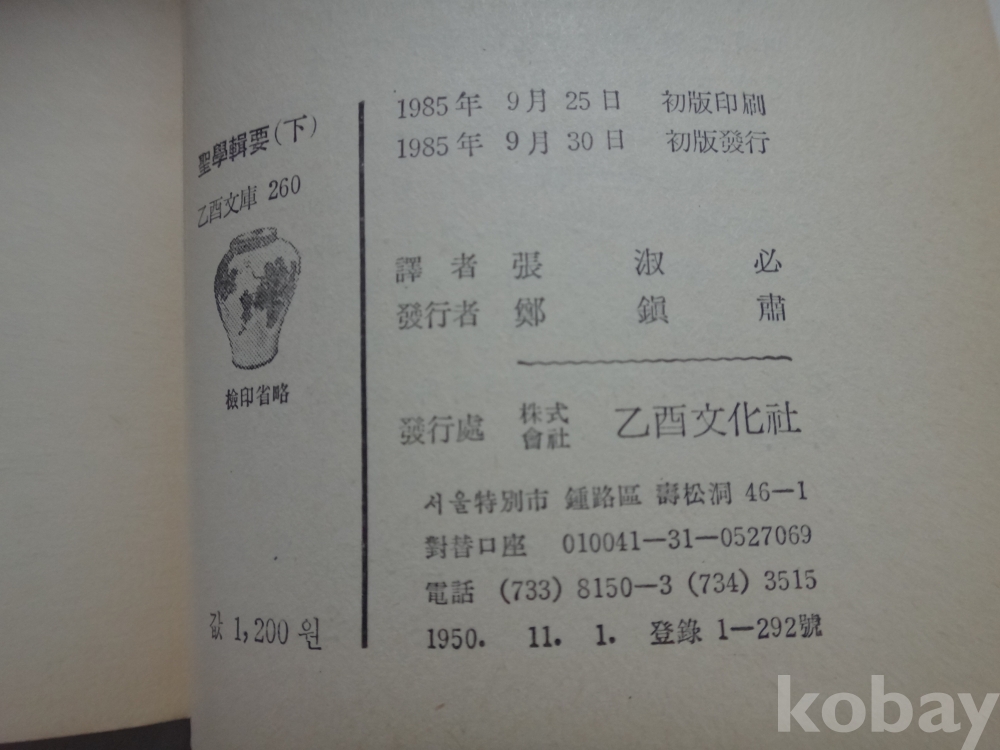 聖學輯要(下)
乙酉文庫 260
檢印省略
값 1,200 원
1985年 9月 25日 初版印刷
1985年 9月 30日 初版發行
譯者 張淑必
發行者 鄭鎭肅
發行處 株式會社 乙酉文化社
서울特別市 鍾路區 壽松洞 46—1
對替口座 010041—31—0527069
電話 (733) 8150—3 (734) 3515
1950. 11. 1. 登錄 1—292號
kobay